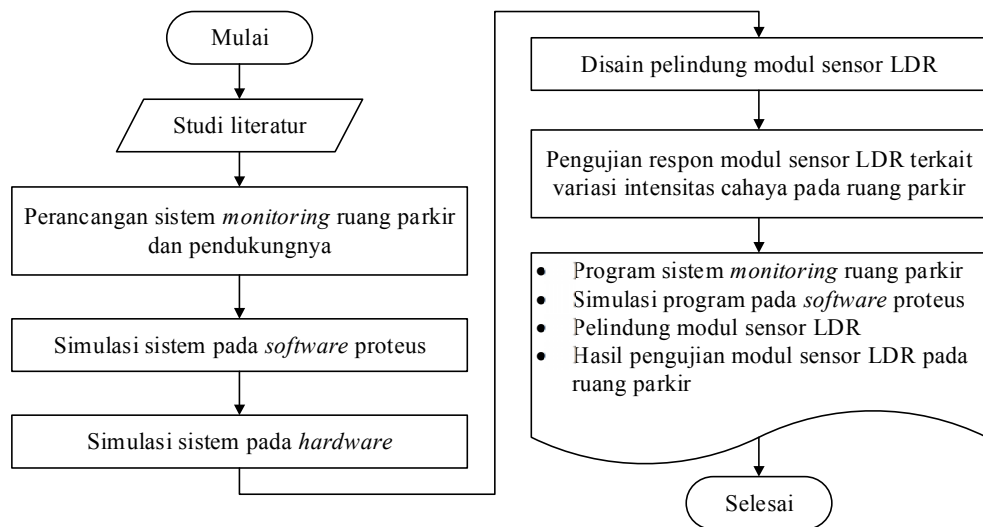 Mulai
Studi literatur
Perancangan sistem monitoring ruang parkir
dan pendukungnya
Simulasi sistem pada software proteus
Simulasi sistem pada hardware
Disain pelindung modul sensor LDR
Pengujian respon modul sensor LDR terkait
variasi intensitas cahaya pada ruang parkir
• Program sistem monitoring ruang parkir
• Simulasi program pada software proteus
• Pelindung modul sensor LDR
• Hasil pengujian modul sensor LDR pada
ruang parkir
Selesai